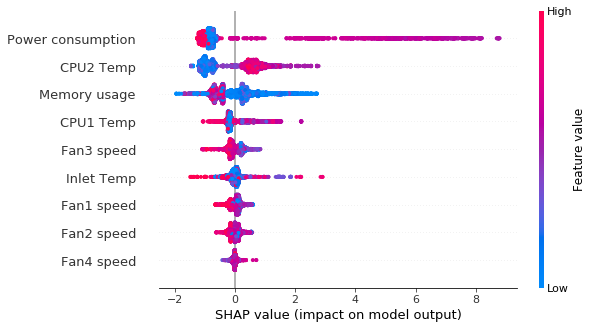 High
Power consumption
CPU2 Temp
Memory usage
CPU1 Temp
Fan3 speed
Inlet Temp
Fan1 speed
Fan2 speed
Fan4 speed
Feature value
Low
−2 0 2 4 6 8
SHAP value (impact on model output)